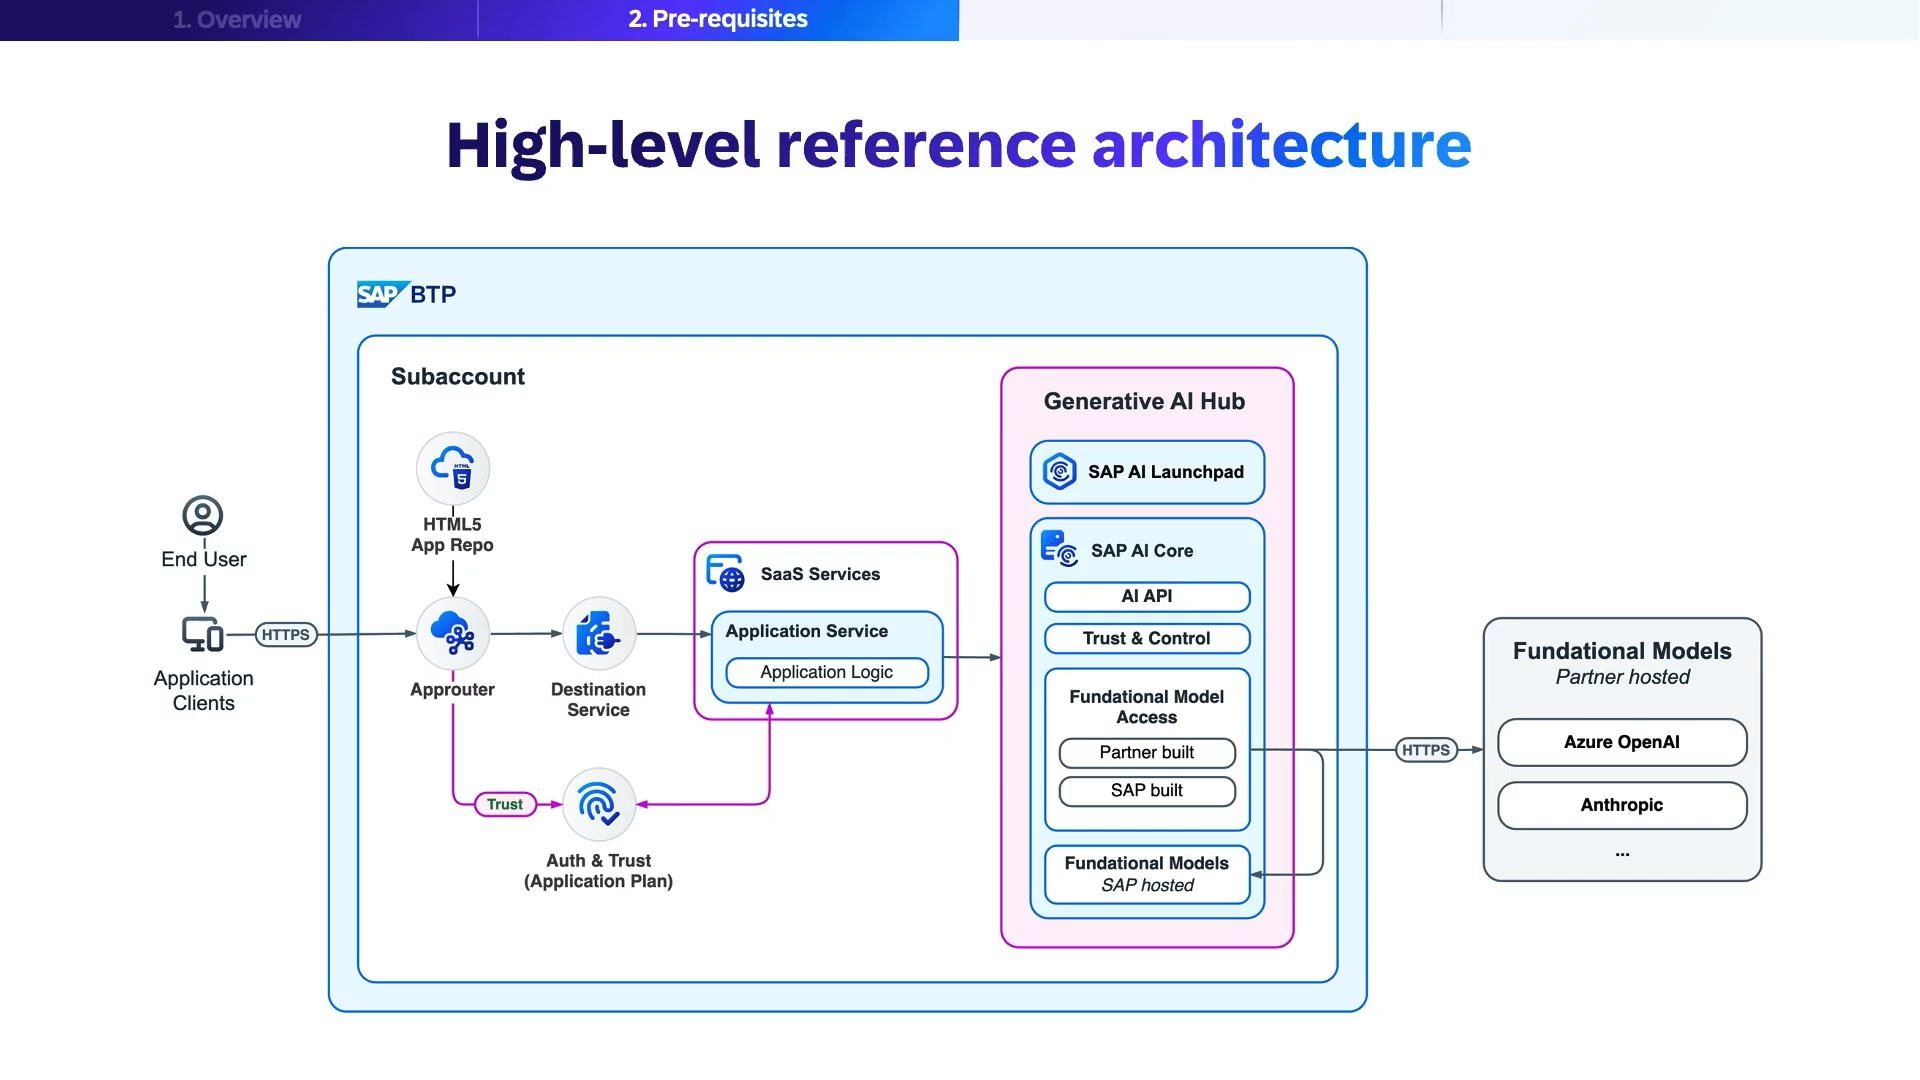 1. Overview
2. Pre-requisites
High-level reference architecture
SAP BTP
Subaccount
HTML5
App Repo
End User
Application
Clients
HTTPS
Approuter
Destination
Service
Trust
Auth & Trust
(Application Plan)
SaaS Services
Application Service
Application Logic
Generative AI Hub
SAP AI Launchpad
SAP AI Core
AI API
Trust & Control
Fundational Model
Access
Partner built
SAP built
Fundational Models
SAP hosted
HTTPS
Fundational Models
Partner hosted
Azure OpenAI
Anthropic
...